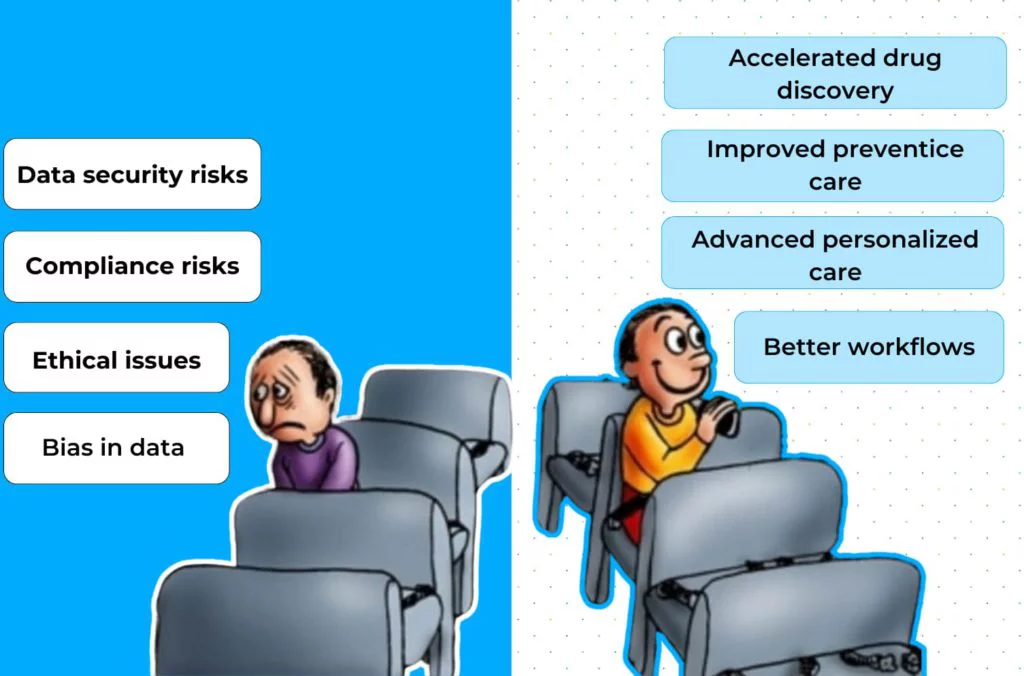 Data security risks
Compliance risks
Ethical issues
Bias in data
Accelerated drug
discovery
Improved preventice
care
Advanced personalized
care
Better workflows